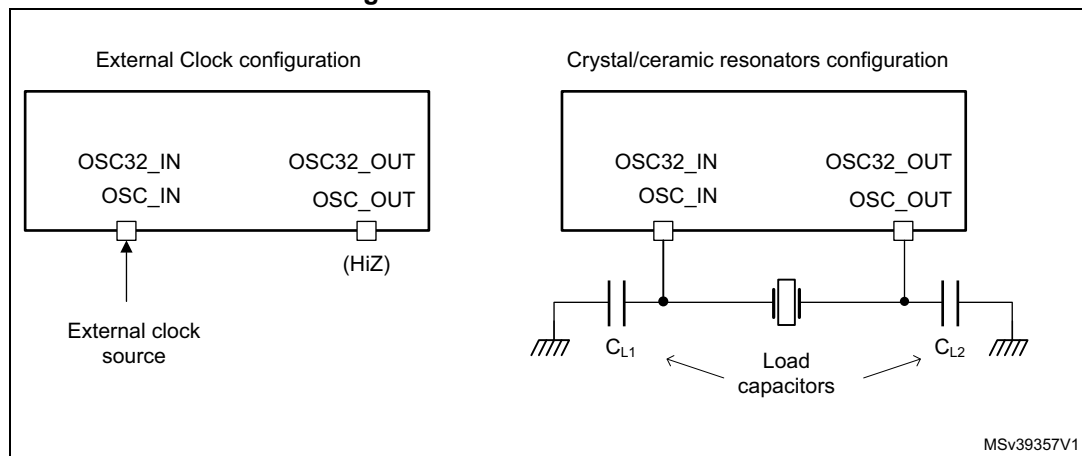 External Clock configuration
OSC32_IN OSC32_OUT
OSC_IN OSC_OUT
(HiZ)
External clock
source
Crystal/ceramic resonators configuration
OSC32_IN OSC32_OUT
OSC_IN OSC_OUT
CL1 CL2
Load
capacitors
MSv39357V1